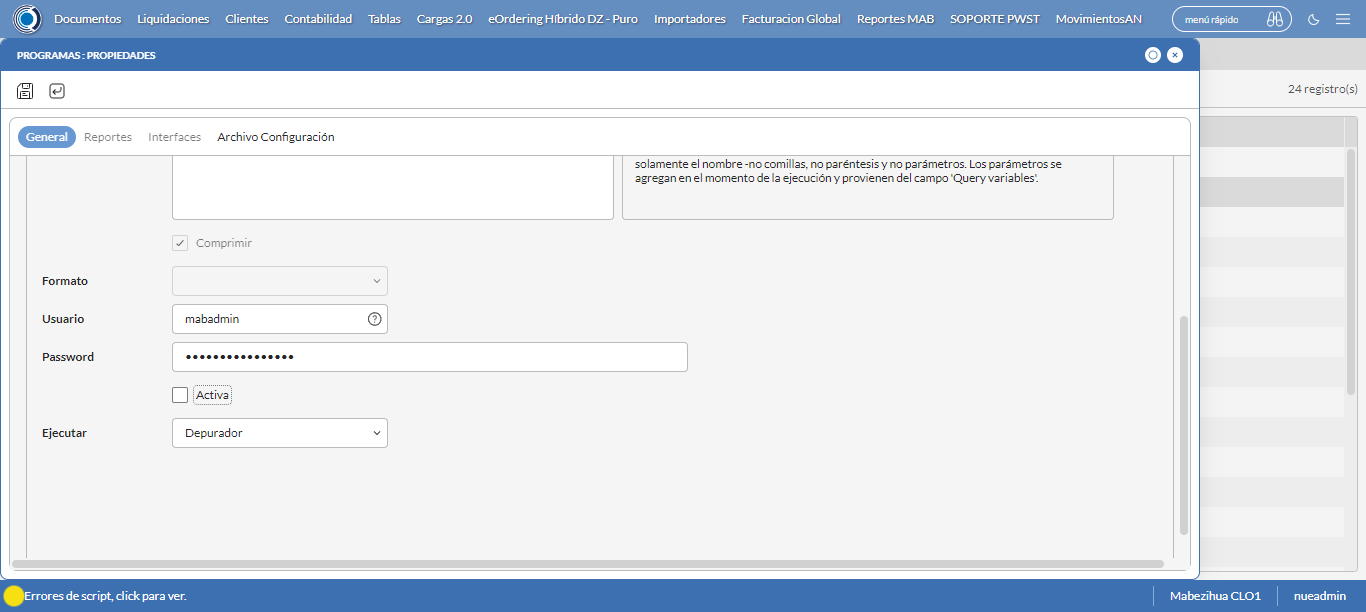 Documentos Liquidaciones Clientes Contabilidad Tablas Cargas 2.0 eOrdering Híbrido DZ - Puro Importadores Facturacion Global Reportes MAB SOPORTE PWST MovimientosAN menú rápido
PROGRAMAS : PROPIEDADES
24 registro(s)
General Reportes Interfaces Archivo Configuración
solamente el nombre -no comillas, no paréntesis y no parámetros. Los parámetros se
agregan en el momento de la ejecución y provienen del campo 'Query variables'.
Comprimir
Formato
Usuario mabadmin
Password ••••••••••••••••
Activa
Ejecutar Depurador
Errores de script, click para ver. Mabezihua CLO1 nueadmin